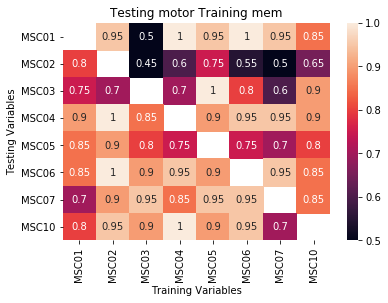 Testing motor Training mem
MSC01 0.95 0.5 1 0.95 1 0.95 0.85
MSC02 0.8 0.45 0.6 0.75 0.55 0.5 0.65
MSC03 0.75 0.7 0.7 1 0.8 0.6 0.9
MSC04 0.9 1 0.85 0.9 0.95 0.95 0.9
MSC05 0.85 0.9 0.8 0.75 0.75 0.7 0.8
MSC06 0.85 1 0.9 0.95 0.9 0.95 0.85
MSC07 0.7 0.9 0.95 0.85 0.95 0.95 0.85
MSC10 0.8 0.95 0.9 1 0.9 0.95 0.7
Testing Variables
MSC01 MSC02 MSC03 MSC04 MSC05 MSC06 MSC07 MSC10
Training Variables
1.0
0.9
0.8
0.7
0.6
0.5